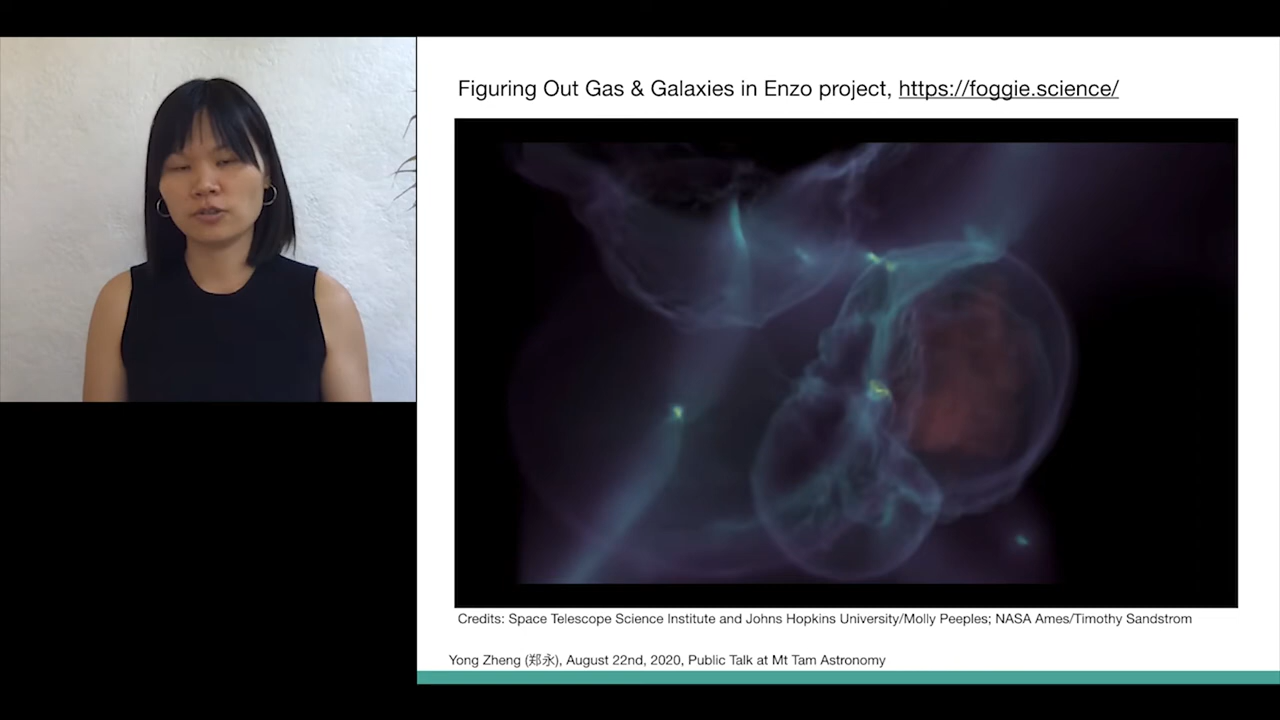 Figuring Out Gas & Galaxies in Enzo project, https://foggie.science/
Credits: Space Telescope Science Institute and Johns Hopkins University/Molly Peeples; NASA Ames/Timothy Sandstrom
Yong Zheng (郑永), August 22nd, 2020, Public Talk at Mt Tam Astronomy